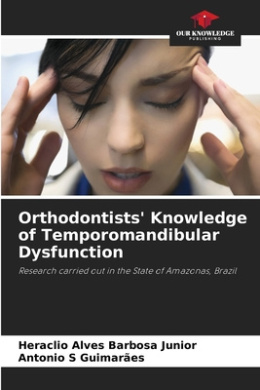 OUR KNOWLEDGE
PUBLISHING
Orthodontists' Knowledge
of Temporomandibular
Dysfunction
Research carried out in the State of Amazonas, Brazil
Heraclio Alves Barbosa Junior
Antonio S Guimarães